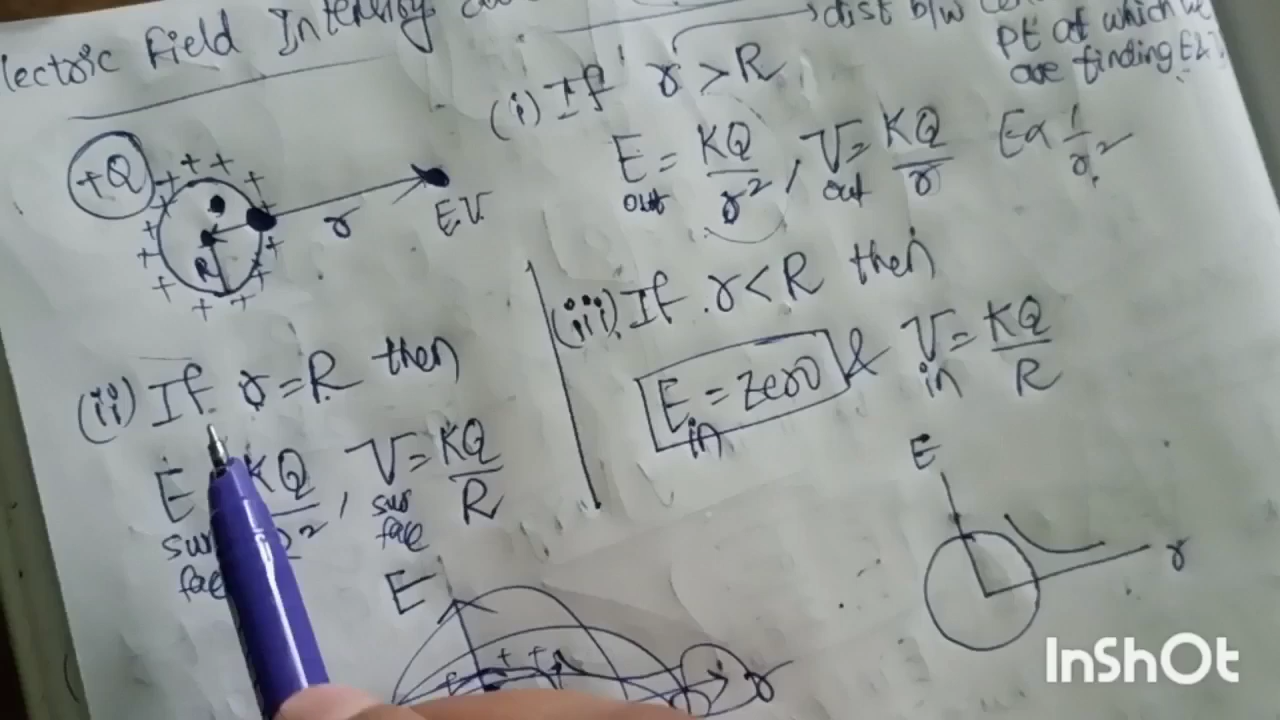 lectric Field Intensity
dist b/w
pt at which we
are finding E&
(i) If r > R
E out = KQ/r², V out = KQ/r E∝ 1/r²
+Q
+ + + + + + + + + + + + +
R
r
E V
(ii) If r = R then
E surface KQ/R², V surface = KQ/R
(iii) If r < R then
E in = zero & V in = KQ/R
E
r
E
+ +
r
InShOt